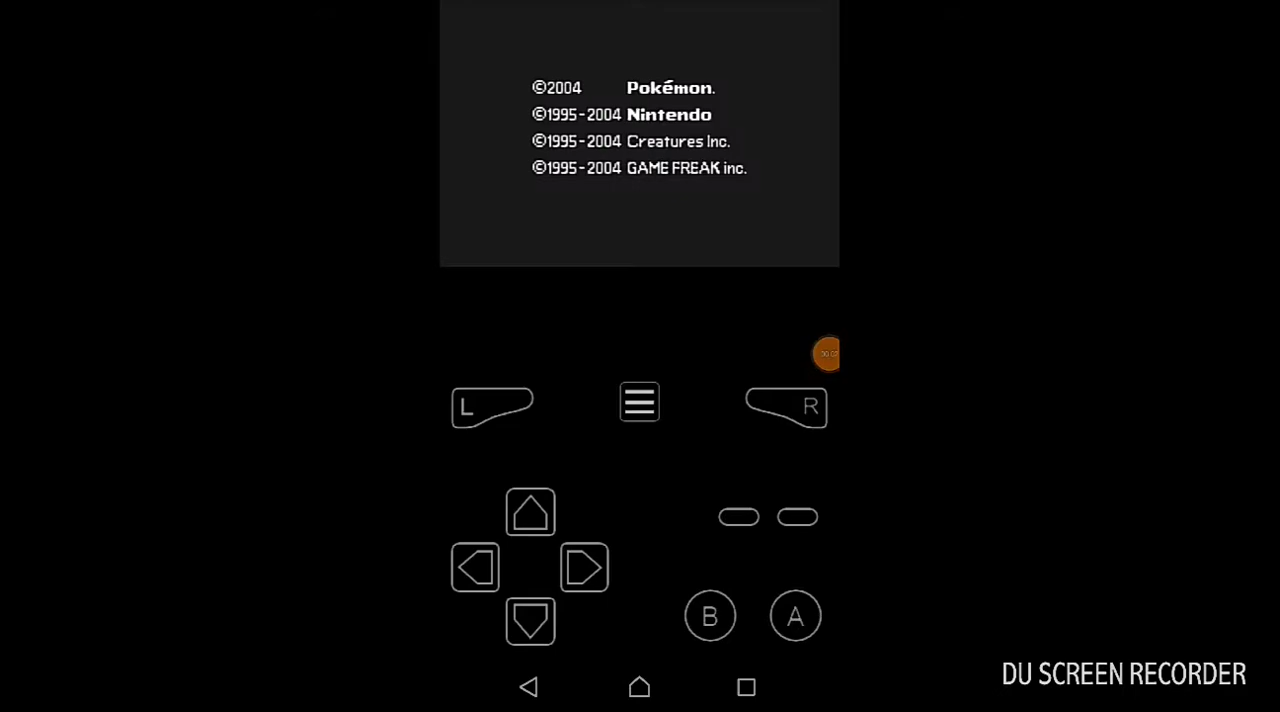 ©2004 Pokémon.
©1995-2004 Nintendo
©1995-2004 Creatures Inc.
©1995-2004 GAME FREAK inc.
L
R
B
A
DU SCREEN RECORDER